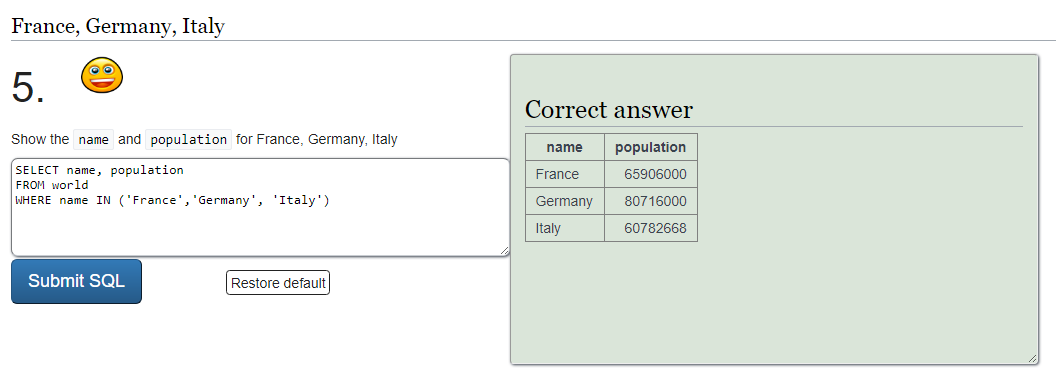 France, Germany, Italy
5.
Show the name and population for France, Germany, Italy
SELECT name, population
FROM world
WHERE name IN ('France','Germany', 'Italy')
Submit SQL
Restore default
Correct answer
name population
France 65906000
Germany 80716000
Italy 60782668